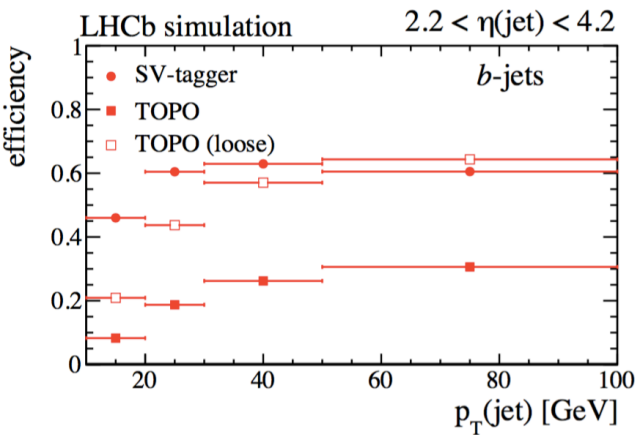 LHCb simulation
2.2 < η(jet) < 4.2
efficiency
1
0.8
0.6
0.4
0.2
0
SV-tagger
TOPO
TOPO (loose)
b-jets
20 40 60 80 100
pT(jet) [GeV]